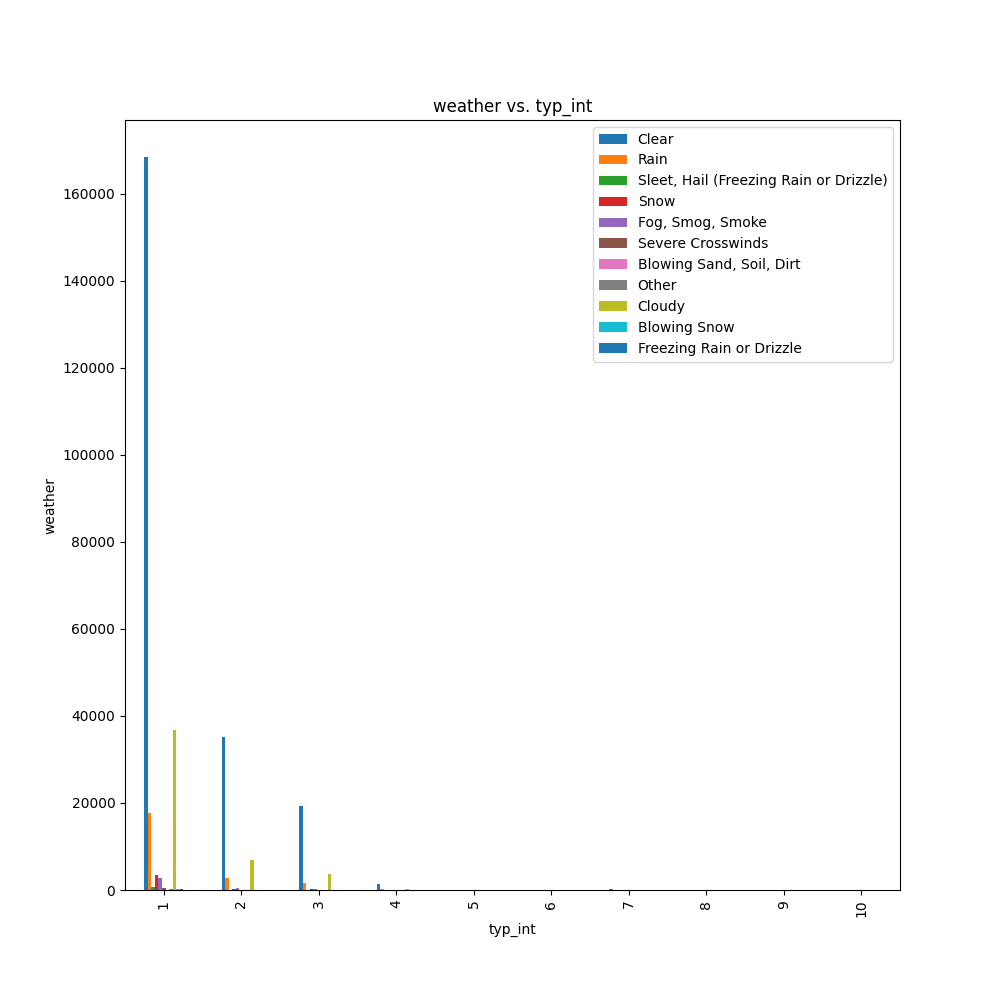 weather vs. typ_int
Clear
Rain
Sleet, Hail (Freezing Rain or Drizzle)
Snow
Fog, Smog, Smoke
Severe Crosswinds
Blowing Sand, Soil, Dirt
Other
Cloudy
Blowing Snow
Freezing Rain or Drizzle
160000
140000
120000
100000
80000
60000
40000
20000
0
weather
1 2 3 4 5 6 7 8 9 10
typ_int